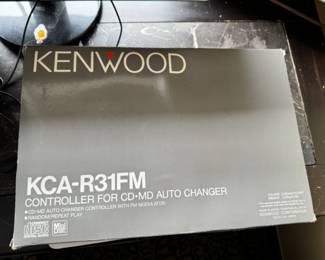 KENWOOD
KCA-R31FM
CONTROLLER FOR CD•MD AUTO CHANGER
●CD•MD AUTO CHANGER CONTROLLER WITH FM MODULATOR
●RANDOM/REPEAT PLAY